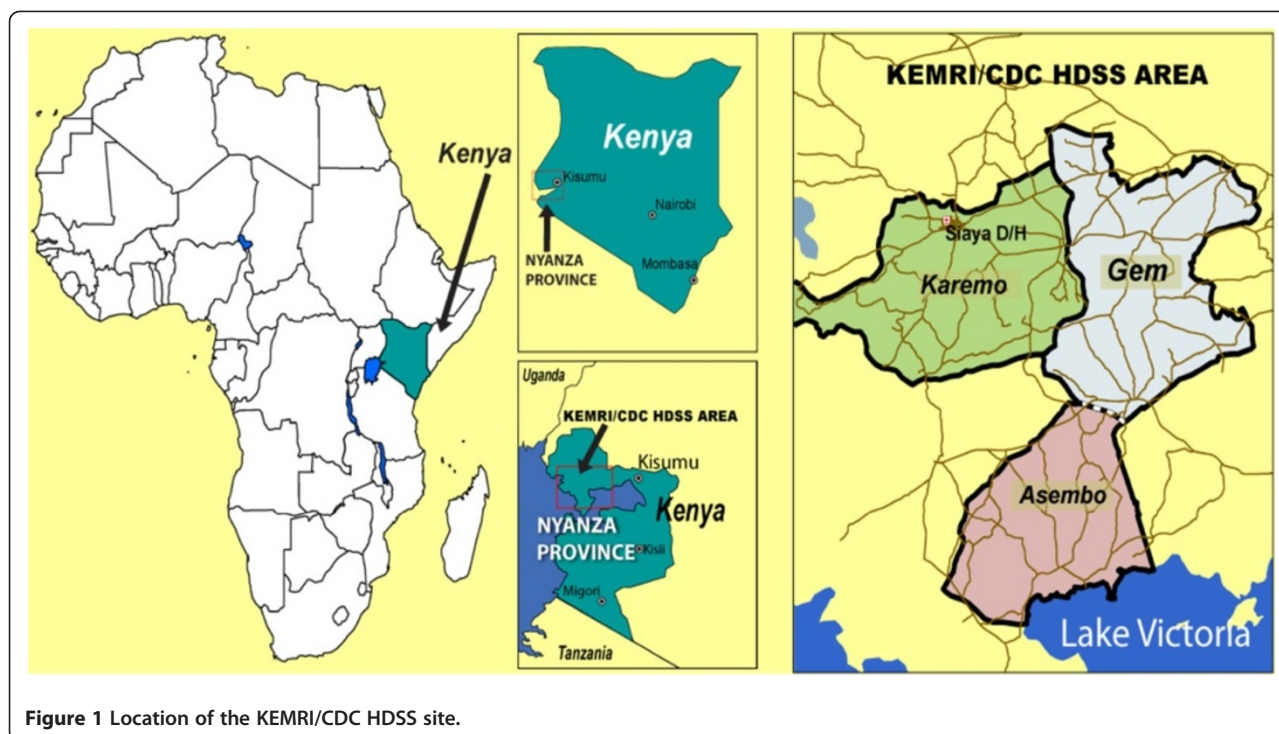 Kenya
Kenya
Kisumu
Nairobi
Mombasa
NYANZA
PROVINCE
Uganda
KEMRI/CDC HDSS AREA
Kisumu
Kenya
NYANZA
PROVINCE
Kisii
Migori
Tanzania
KEMRI/CDC HDSS AREA
Siaya D/H
Karemo
Gem
Asembo
Lake Victoria
Figure 1 Location of the KEMRI/CDC HDSS site.